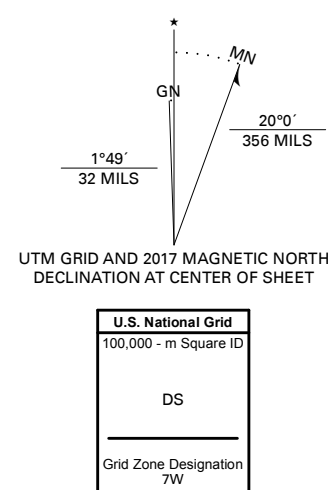 ★
MN
GN
1°49´
32 MILS
20°0´
356 MILS
UTM GRID AND 2017 MAGNETIC NORTH
DECLINATION AT CENTER OF SHEET
U.S. National Grid
100,000 - m Square ID
DS
Grid Zone Designation
7W